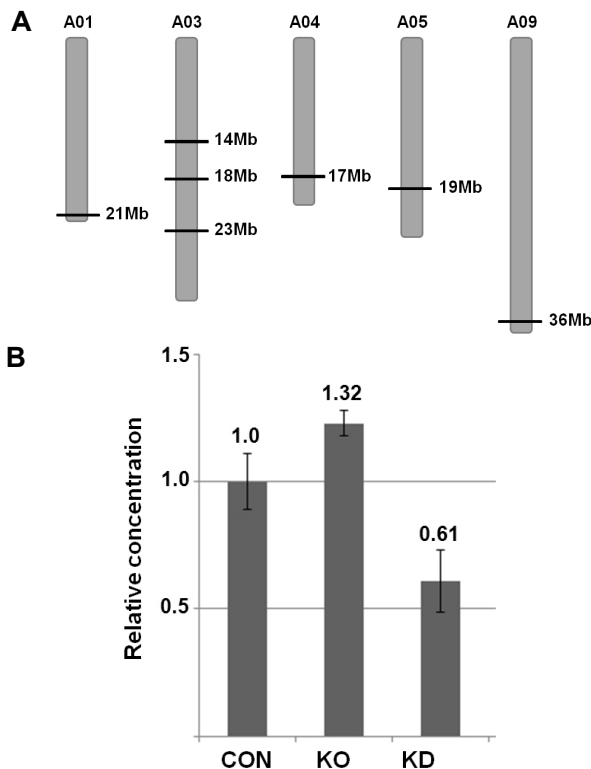 A
A01 A03 A04 A05 A09
14Mb
18Mb 17Mb
19Mb
21Mb
23Mb
36Mb
B
Relative concentration
1.5
1.32
1.0
1.0
0.61
0.5
CON KO KD